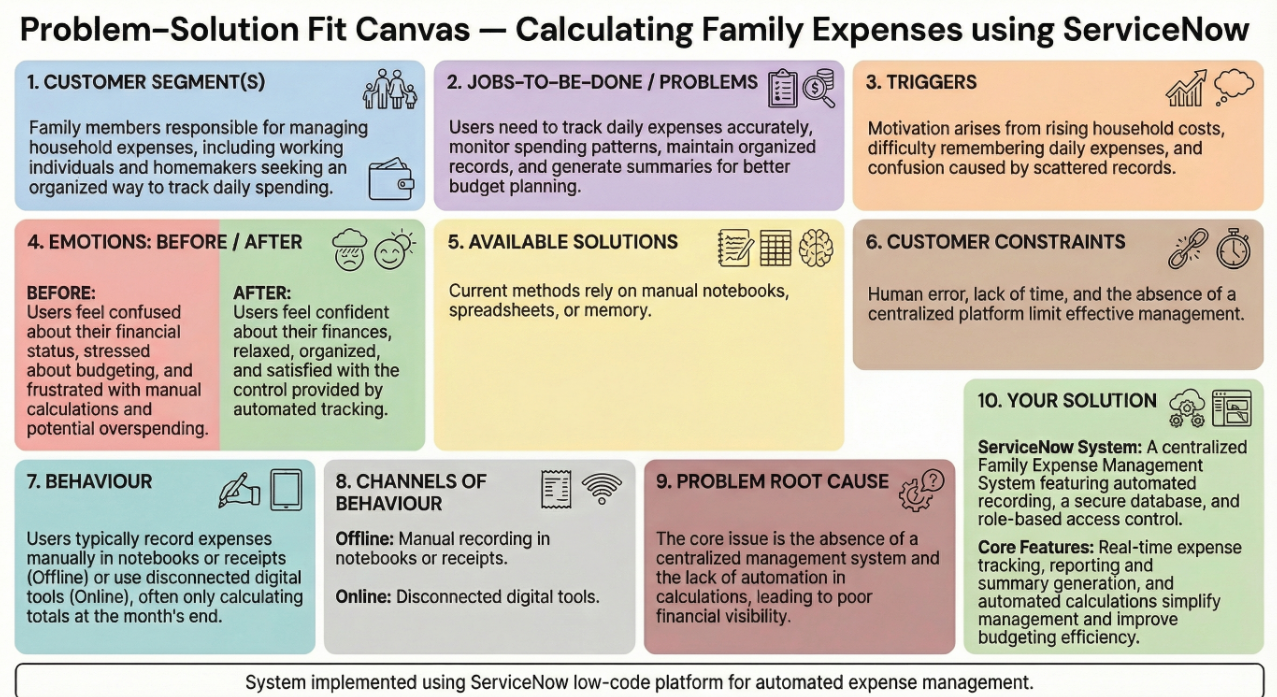 Problem–Solution Fit Canvas — Calculating Family Expenses using ServiceNow
1. CUSTOMER SEGMENT(S)
Family members responsible for managing
household expenses, including working
individuals and homemakers seeking an
organized way to track daily spending.
2. JOBS-TO-BE-DONE / PROBLEMS
Users need to track daily expenses accurately,
monitor spending patterns, maintain organized
records, and generate summaries for better
budget planning.
3. TRIGGERS
Motivation arises from rising household costs,
difficulty remembering daily expenses, and
confusion caused by scattered records.
4. EMOTIONS: BEFORE / AFTER
BEFORE:
Users feel confused
about their financial
status, stressed
about budgeting, and
frustrated with manual
calculations and
potential overspending.
AFTER:
Users feel confident
about their finances,
relaxed, organized,
and satisfied with the
control provided by
automated tracking.
5. AVAILABLE SOLUTIONS
Current methods rely on manual notebooks,
spreadsheets, or memory.
6. CUSTOMER CONSTRAINTS
Human error, lack of time, and the absence of a
centralized platform limit effective management.
7. BEHAVIOUR
Users typically record expenses
manually in notebooks or receipts
(Offline) or use disconnected digital
tools (Online), often only calculating
totals at the month's end.
8. CHANNELS OF
BEHAVIOUR
Offline: Manual recording in
notebooks or receipts.
Online: Disconnected digital tools.
9. PROBLEM ROOT CAUSE
The core issue is the absence of a
centralized management system and
the lack of automation in
calculations, leading to poor
financial visibility.
10. YOUR SOLUTION
ServiceNow System: A centralized
Family Expense Management
System featuring automated
recording, a secure database, and
role-based access control.
Core Features: Real-time expense
tracking, reporting and
summary generation, and
automated calculations simplify
management and improve
budgeting efficiency.
System implemented using ServiceNow low-code platform for automated expense management.